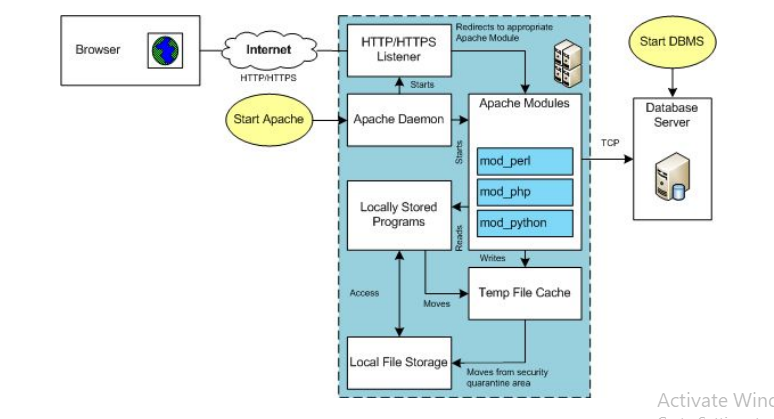 Browser
Internet
HTTP/HTTPS
HTTP/HTTPS
Listener
Redirects to appropriate
Apache Module
Start DBMS
Starts
Start Apache
Apache Daemon
Starts
Apache Modules
mod_perl
mod_php
mod_python
TCP
Database
Server
Locally Stored
Programs
Reads
Writes
Access
Moves
Temp File Cache
Local File Storage
Moves from security
quarantine area
Activate Wind